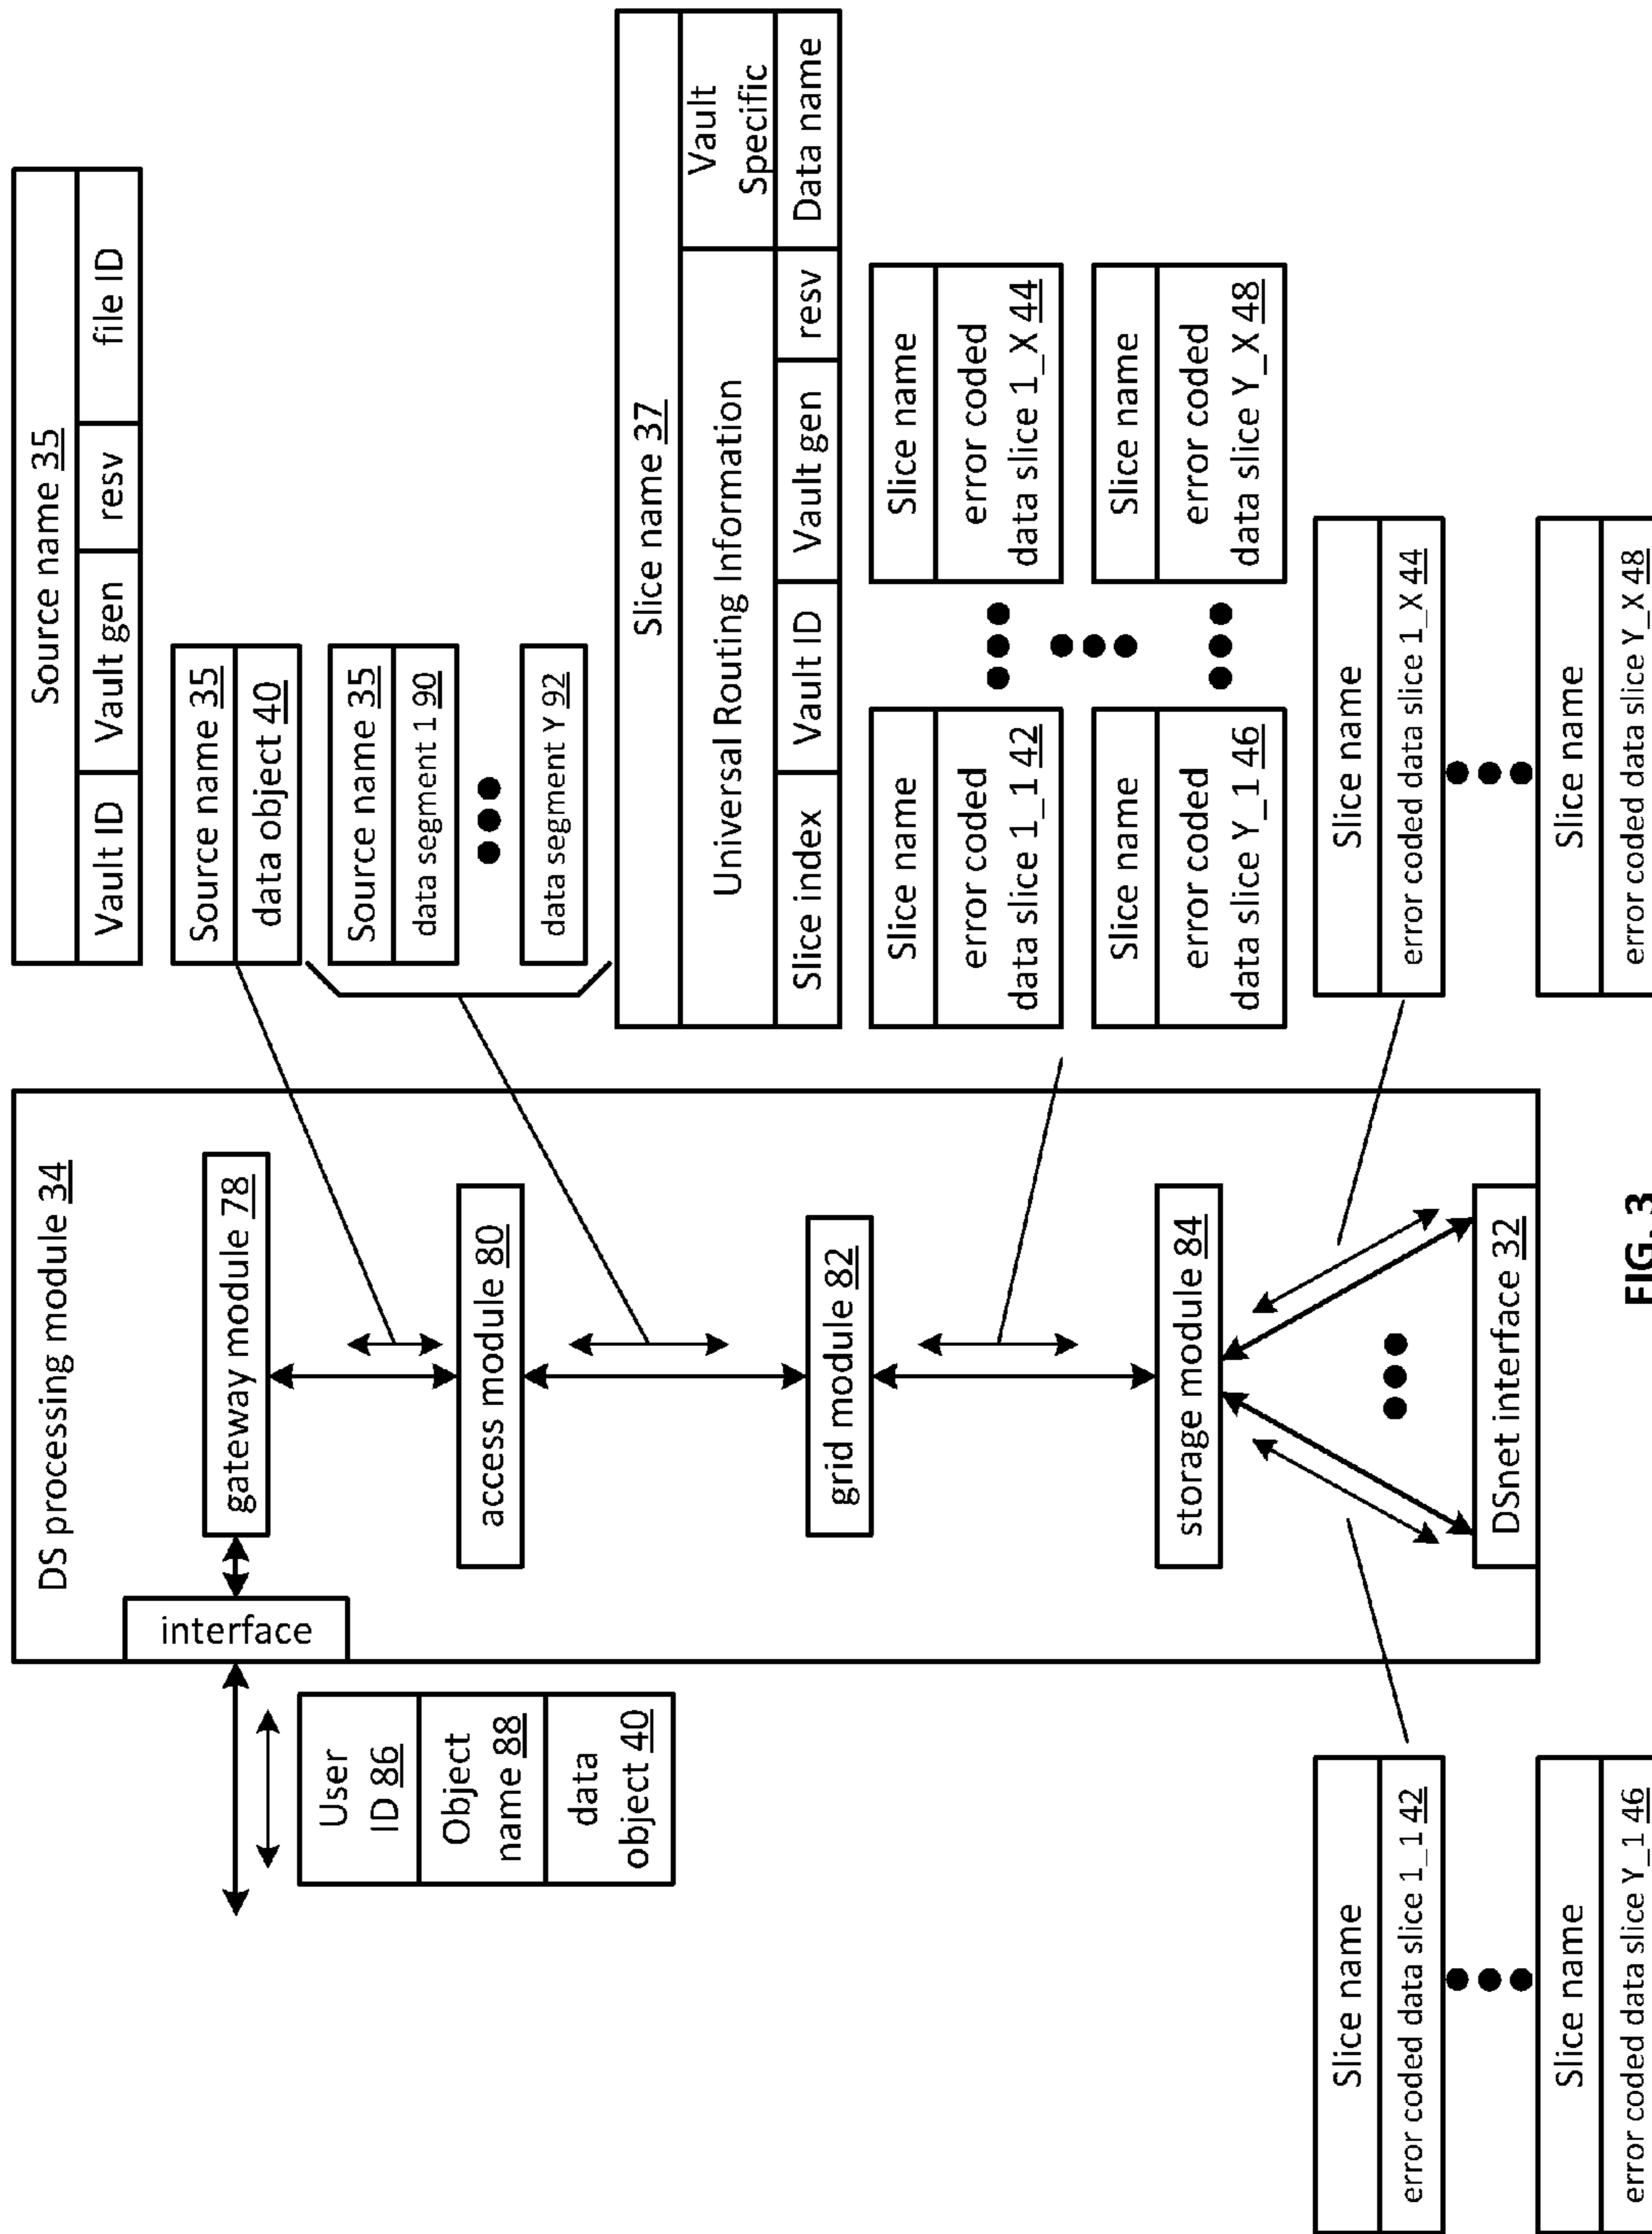 DS processing module 34
interface
gateway module 78
access module 80
grid module 82
storage module 84
DSnet interface 32
User
ID 86
Object
name 88
data
object 40
Source name 35
Vault ID
Vault gen
resv
file ID
Source name 35
data object 40
Source name 35
data segment 1 90
data segment Y 92
Slice name 37
Universal Routing Information
Vault
Specific
Slice index
Vault ID
Vault gen
resv
Data name
Slice name
error coded
data slice 1_1 42
Slice name
error coded
data slice 1_X 44
Slice name
error coded
data slice Y_1 46
Slice name
error coded
data slice Y_X 48
Slice name
error coded data slice 1_1 42
Slice name
error coded data slice Y_1 46
Slice name
error coded data slice 1_X 44
Slice name
error coded data slice Y_X 48
FIG. 3